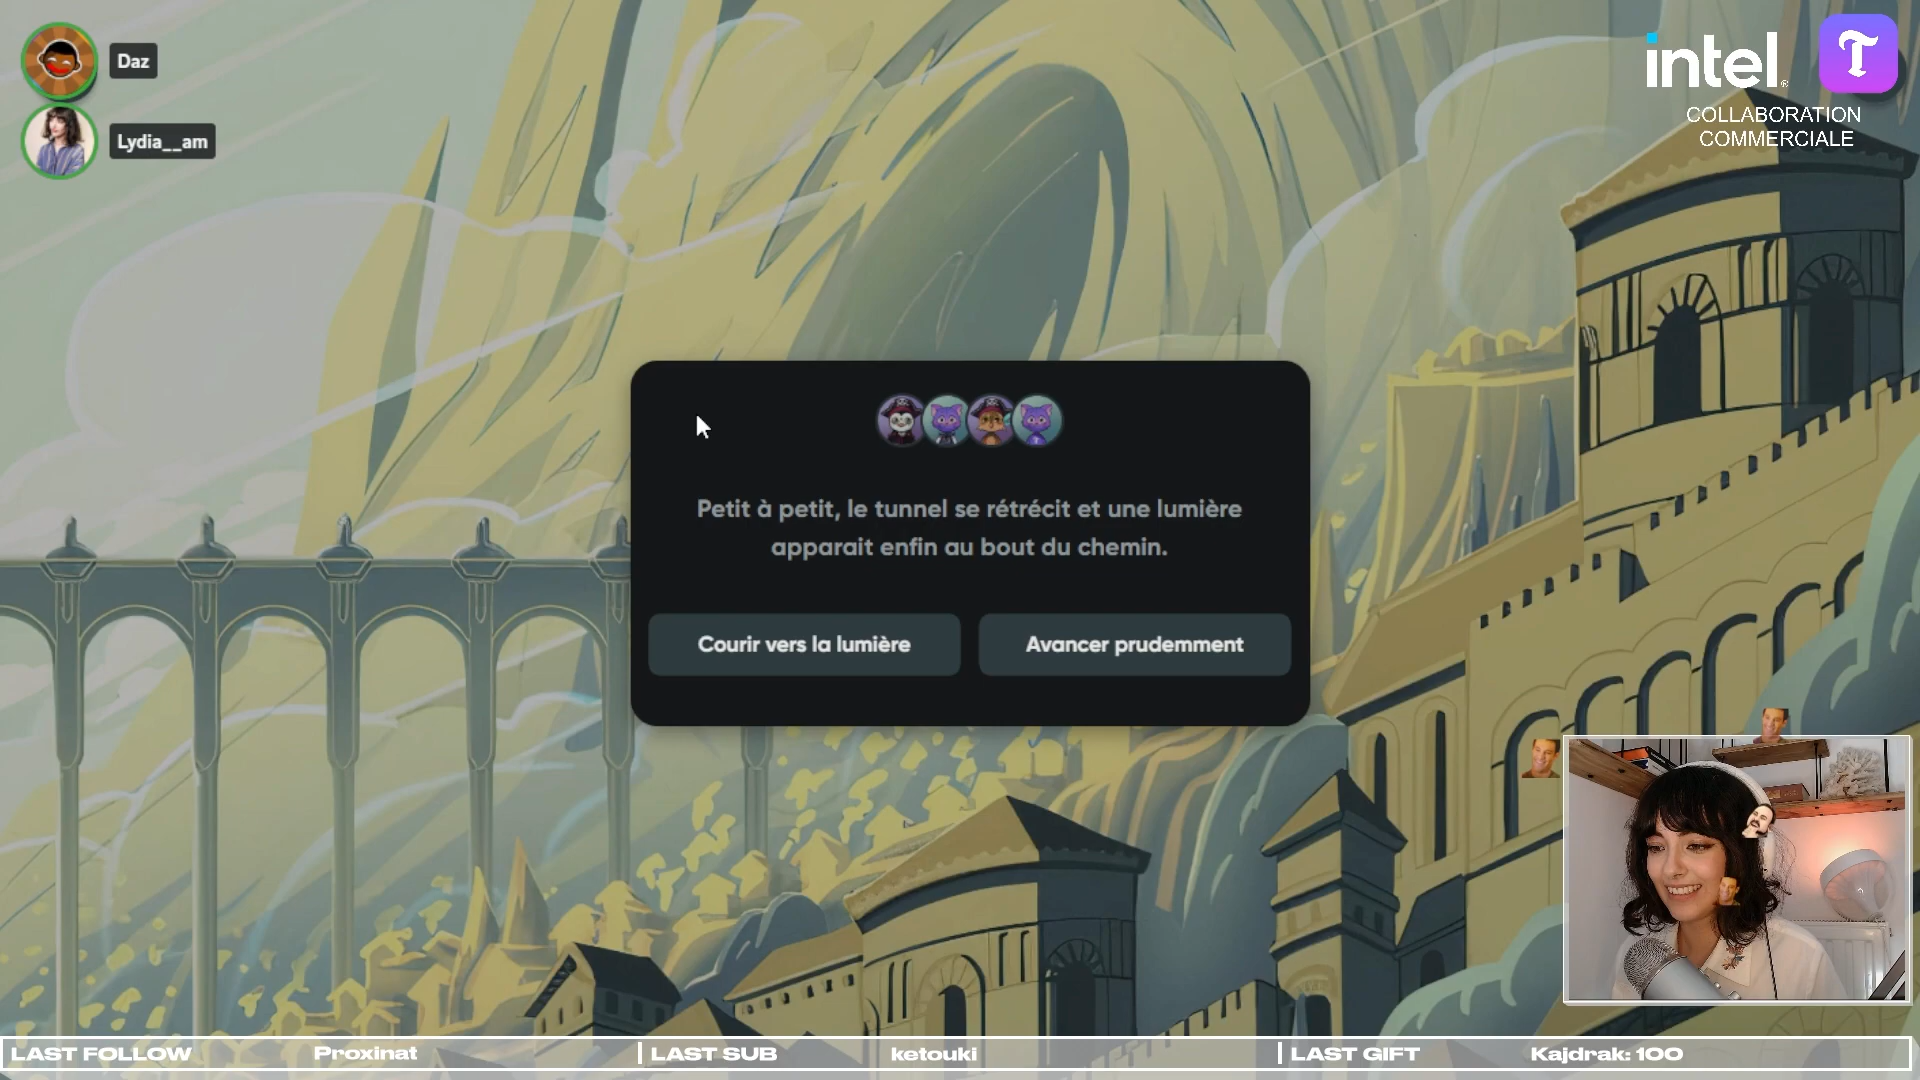 Daz
Lydia__am
intel
COLLABORATION
COMMERCIALE
Petit à petit, le tunnel se rétrécit et une lumière
apparait enfin au bout du chemin.
Courir vers la lumière
Avancer prudemment
LAST FOLLOW Proxinat LAST SUB ketouki LAST GIFT Kajdrak: 100